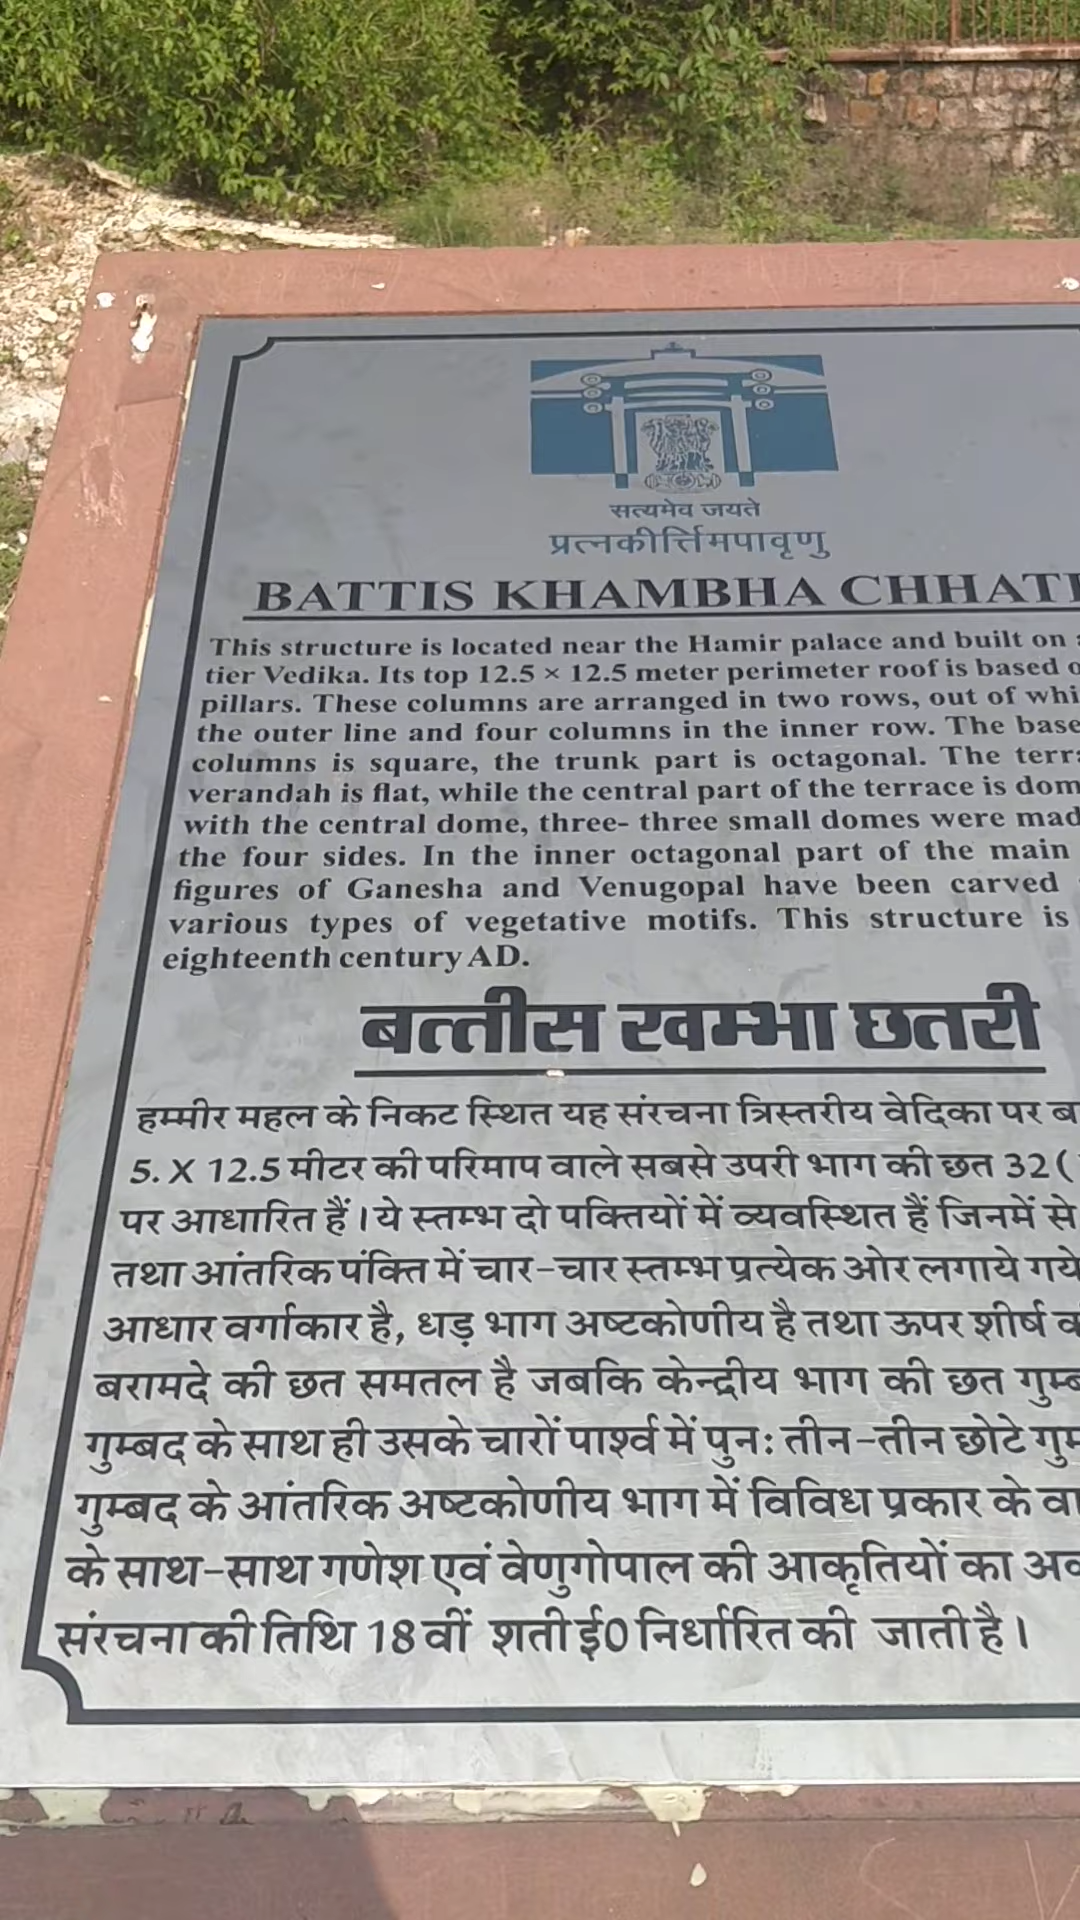 सत्यमेव जयते
प्रत्नकीर्त्तिमपावृणु
BATTIS KHAMBHA
This structure is located near the Hamir palace and built on
tier Vedika. Its top 12.5 × 12.5 meter perimeter roof is based
pillars. These columns are arranged in two rows, out of
the outer line and four columns in the inner row. The base
columns is square, the trunk part is octagonal. The
verandah is flat, while the central part of the terrace is
with the central dome, three- three small domes were
the four sides. In the inner octagonal part of the main
figures of Ganesha and Venugopal have been carved
various types of vegetative motifs. This structure is
eighteenth century AD.
बत्तीस खम्भा छतरी
हम्मीर महल के निकट स्थित यह संरचना त्रिस्तरीय वेदिका पर
5. X 12.5 मीटर की परिमाप वाले सबसे उपरी भाग की छत 32 (
पर आधारित हैं। ये स्तम्भ दो पक्तियों में व्यवस्थित हैं जिनमें से
तथा आंतरिक पंक्ति में चार-चार स्तम्भ प्रत्येक ओर लगाये गये
आधार वर्गाकार है, धड़ भाग अष्टकोणीय है तथा ऊपर शीर्ष
बरामदे की छत समतल है जबकि केन्द्रीय भाग की छत
गुम्बद के साथ ही उसके चारों पार्श्व में पुनः तीन-तीन छोटे
गुम्बद के आंतरिक अष्टकोणीय भाग में विविध प्रकार के
के साथ-साथ गणेश एवं वेणुगोपाल की आकृतियों का
संरचना की तिथि 18 वीं शती ई0 निर्धारित की जाती है।